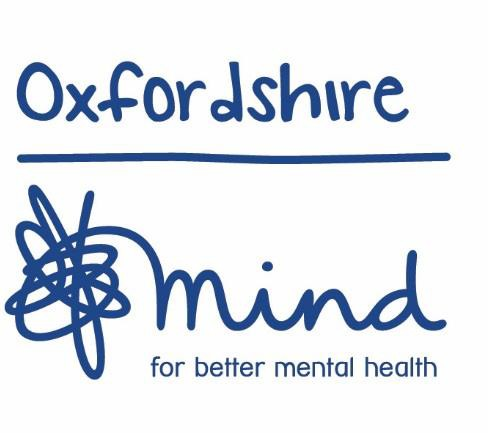 Oxfordshire
mind
for better mental health